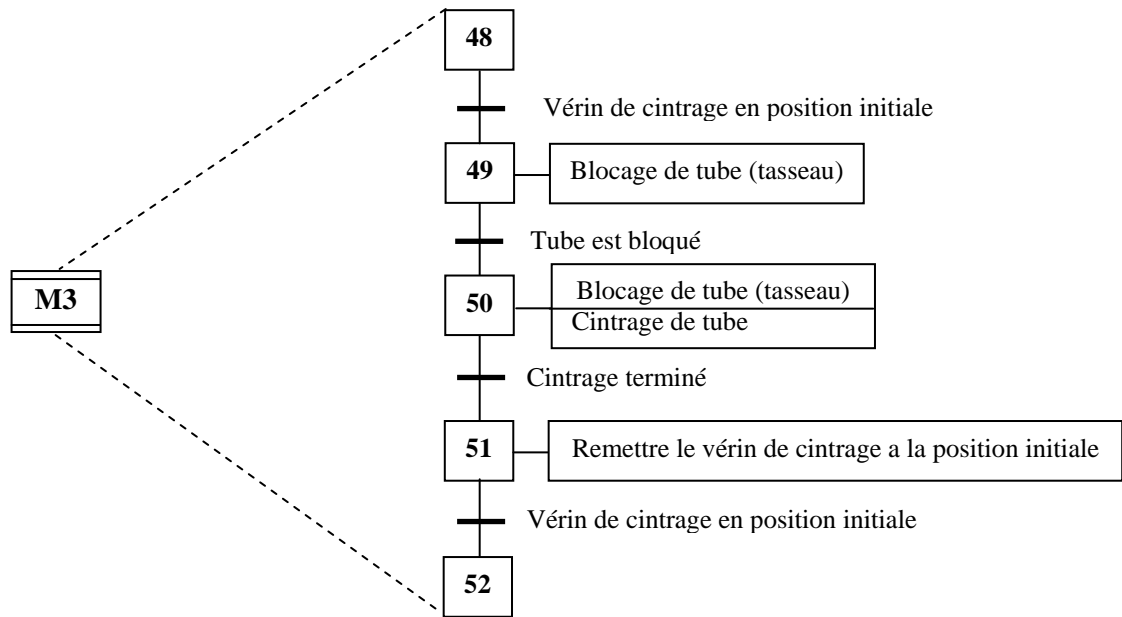 48
Vérin de cintrage en position initiale
49
Blocage de tube (tasseau)
Tube est bloqué
M3
50
Blocage de tube (tasseau)
Cintrage de tube
Cintrage terminé
51
Remettre le vérin de cintrage a la position initiale
Vérin de cintrage en position initiale
52